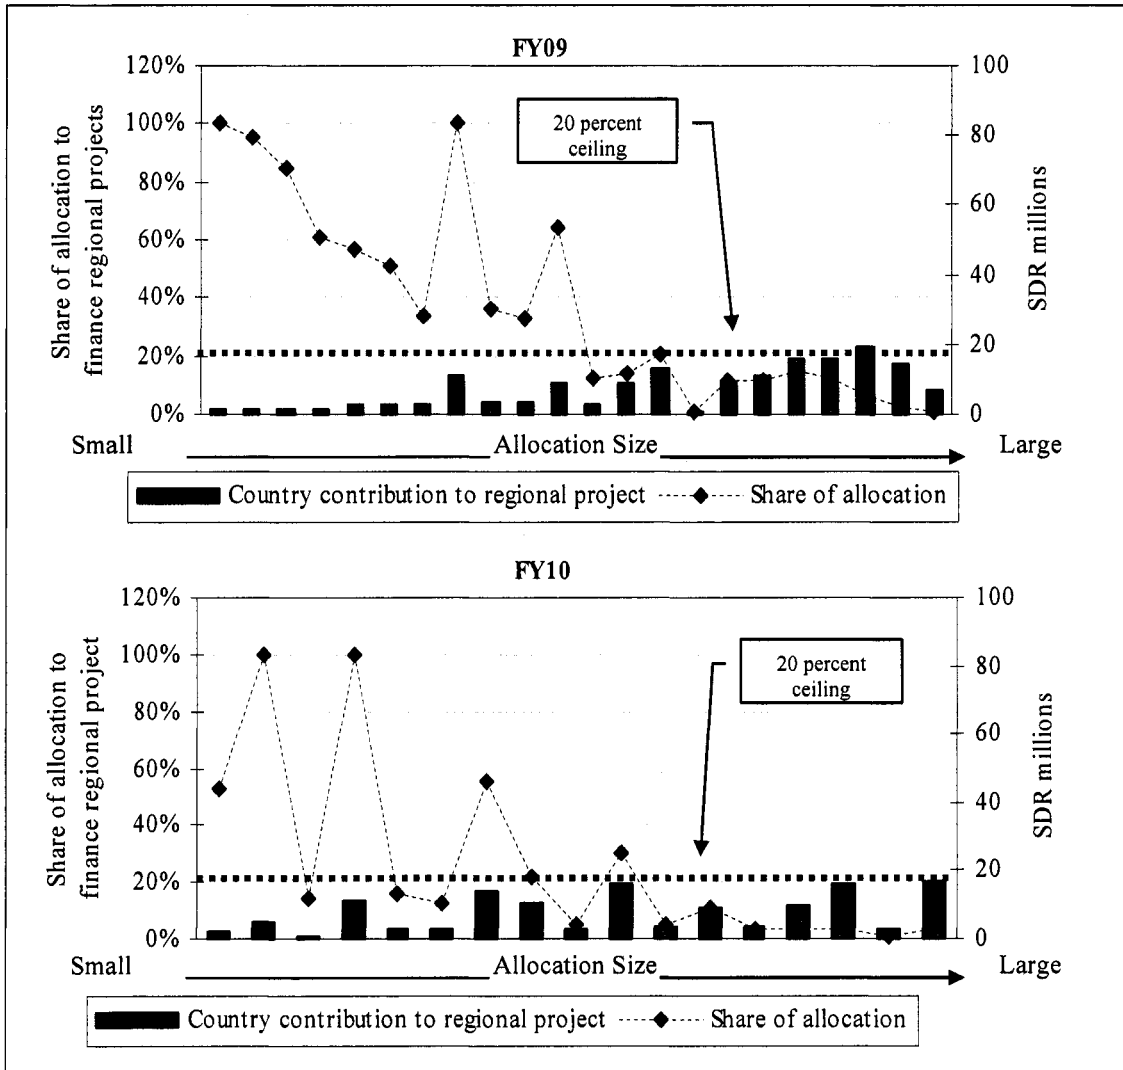 FY09
120%
100%
80%
60%
40%
20%
0%
Share of allocation to
finance regional projects
20 percent
ceiling
100
80
60
40
20
0
SDR millions
Small
Allocation Size
Large
Country contribution to regional project
Share of allocation
FY10
120%
100%
80%
60%
40%
20%
0%
Share of allocation to
finance regional project
20 percent
ceiling
100
80
60
40
20
0
SDR millions
Small
Allocation Size
Large
Country contribution to regional project
Share of allocation